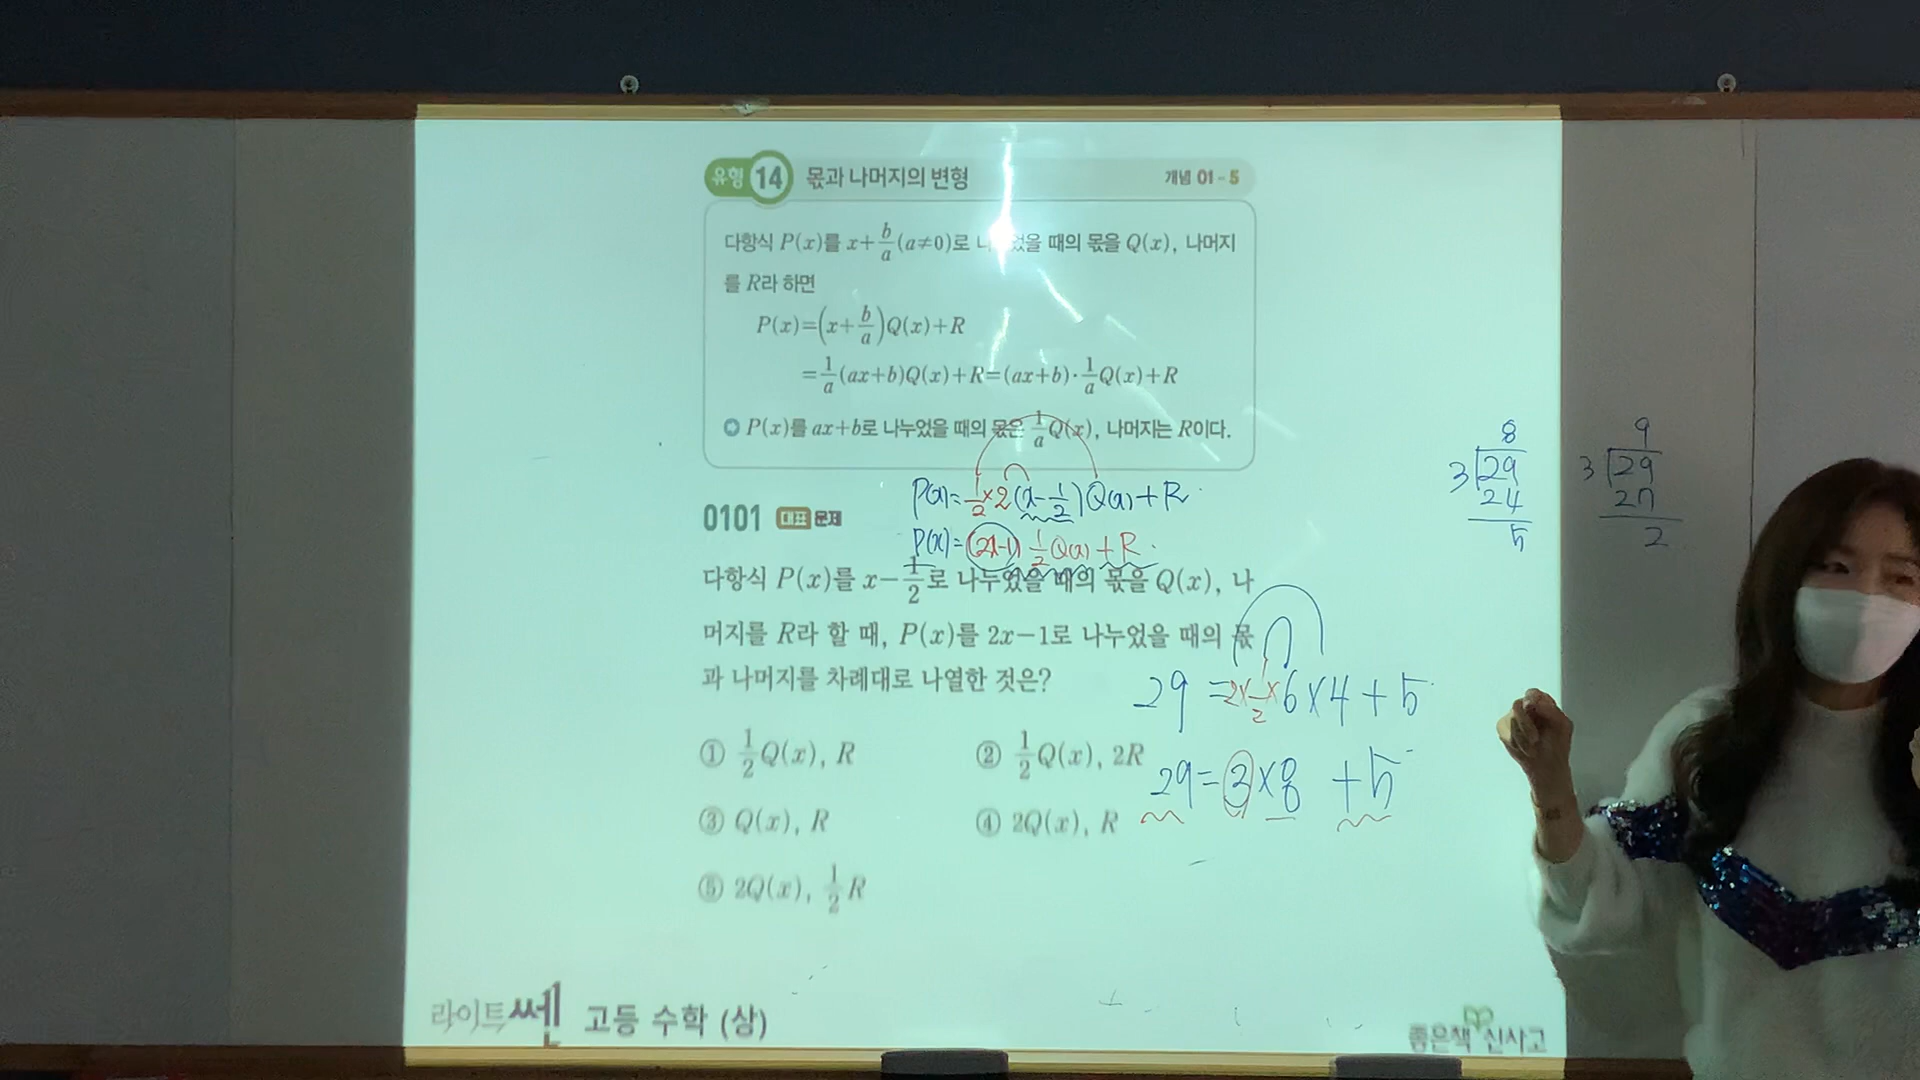 유형 14 몫과 나머지의 변형 개념 01-5
다항식 P(x)를 x+b/a(a≠0)로 나 었을 때의 몫을 Q(x), 나머지
를 R라 하면
P(x)=(x+b/a)Q(x)+R
=1/a(ax+b)Q(x)+R=(ax+b)·1/a Q(x)+R
P(x)를 ax+b로 나누었을 때의 몫은 1/a Q(x), 나머지는 R이다.
P(x)=1/2×2(x-1/2)Q(x)+R
0101 대표문제
P(x)=(2x-1) 1/2 Q(x)+R
다항식 P(x)를 x-1/2로 나누었을 때의 몫을 Q(x), 나
머지를 R라 할 때, P(x)를 2x-1로 나누었을 때의 몫
과 나머지를 차례대로 나열한 것은?
① 1/2 Q(x), R ② 1/2 Q(x), 2R
③ Q(x), R ④ 2Q(x), R
⑤ 2Q(x), 1/2 R
29=2×1/2×6×4+5
29=3×8 +5
8
3 29
24
5
9
3 29
27
2
라이트쎈 고등 수학 (상)
좋은책 신사고